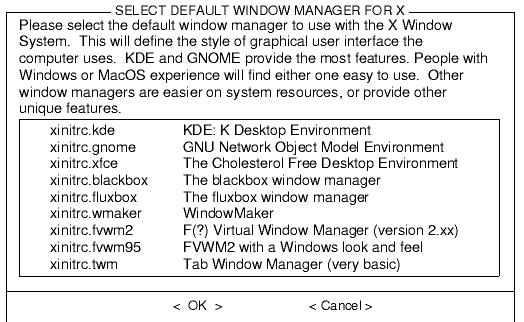 SELECT DEFAULT WINDOW MANAGER FOR X
Please select the default window manager to use with the X Window
System.  This will define the style of graphical user interface the
computer uses.  KDE and GNOME provide the most features. People with
Windows or MacOS experience will find either one easy to use.  Other
window managers are easier on system resources, or provide other
unique features.
xinitrc.kde KDE: K Desktop Environment
xinitrc.gnome GNU Network Object Model Environment
xinitrc.xfce The Cholesterol Free Desktop Environment
xinitrc.blackbox The blackbox window manager
xinitrc.fluxbox The fluxbox window manager
xinitrc.wmaker WindowMaker
xinitrc.fvwm2 F(?) Virtual Window Manager (version 2.xx)
xinitrc.fvwm95 FVWM2 with a Windows look and feel
xinitrc.twm Tab Window Manager (very basic)
< OK > < Cancel >